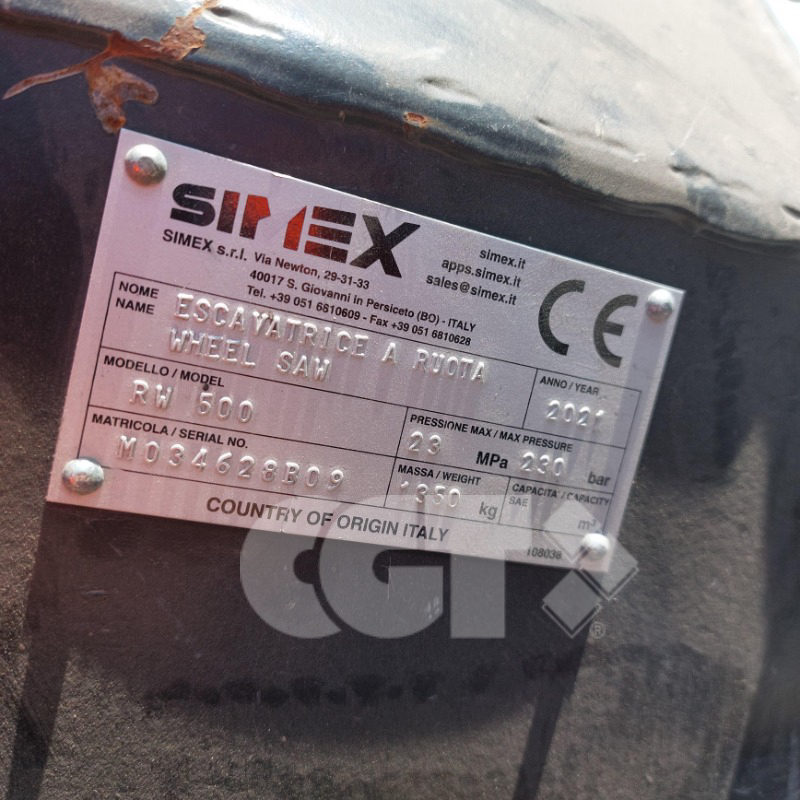 SIMEX
SIMEX s.r.l. Via Newton, 29-31-33
40017 S. Giovanni in Persiceto (BO) - ITALY
Tel. +39 051 6810609 - Fax +39 051 6810628
simex.it
apps.simex.it
sales@simex.it
CE
NOME
NAME
ESCAVATRICE A RUOTA
WHEEL SAW
ANNO / YEAR
2021
MODELLO / MODEL
RW 500
PRESSIONE MAX / MAX PRESSURE
23 MPa 230 bar
MATRICOLA / SERIAL NO.
M034628B09
MASSA / WEIGHT
1350 kg
CAPACITA' / CAPACITY
SAE
m³
COUNTRY OF ORIGIN ITALY
108038
CGT®